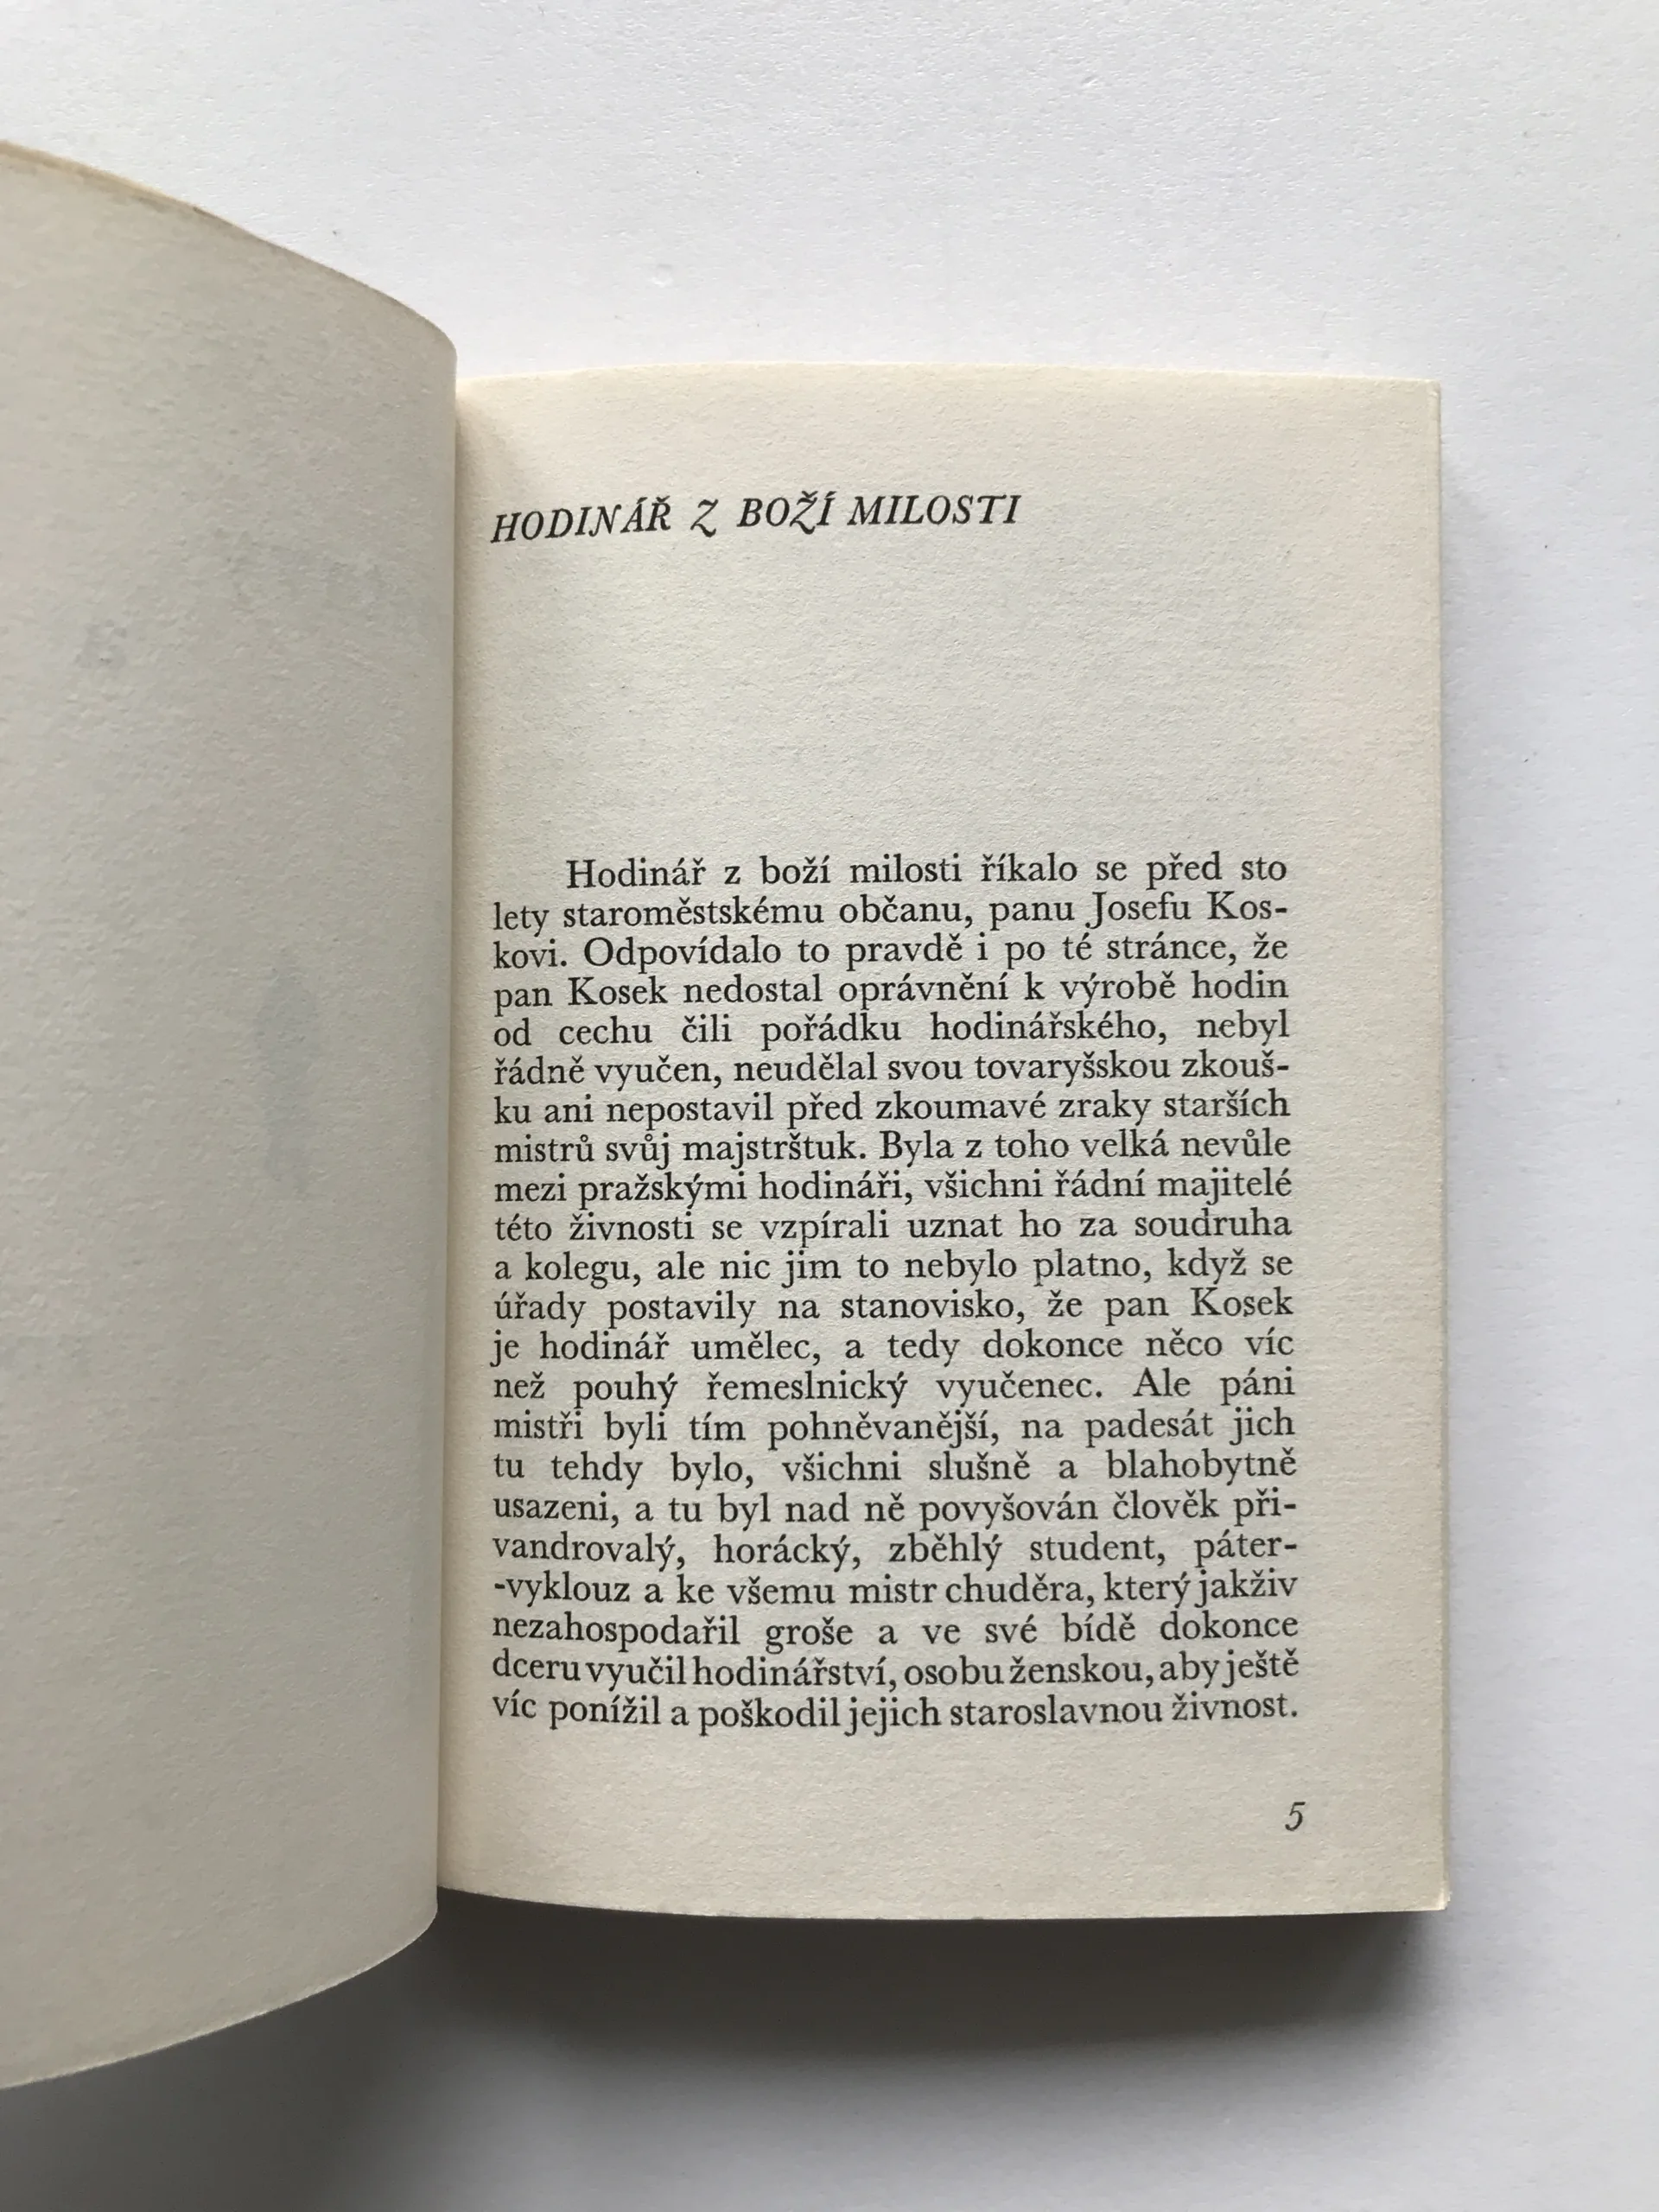 HODINÁŘ Z BOŽÍ MILOSTI
Hodinář z boží milosti říkalo se před sto
lety staroměstskému občanu, panu Josefu Kos-
kovi. Odpovídalo to pravdě i po té stránce, že
pan Kosek nedostal oprávnění k výrobě hodin
od cechu čili pořádku hodinářského, nebyl
řádně vyučen, neudělal svou tovaryšskou zkouš-
ku ani nepostavil před zkoumavé zraky starších
mistrů svůj majstrštuk. Byla z toho velká nevůle
mezi pražskými hodináři, všichni řádní majitelé
této živnosti se vzpírali uznat ho za soudruha
a kolegu, ale nic jim to nebylo platno, když se
úřady postavily na stanovisko, že pan Kosek
je hodinář umělec, a tedy dokonce něco víc
než pouhý řemeslnický vyučenec. Ale páni
mistři byli tím pohněvanější, na padesát jich
tu tehdy bylo, všichni slušně a blahobytně
usazeni, a tu byl nad ně povyšován člověk při-
vandrovalý, horácký, zběhlý student, páter-
-vyklouz a ke všemu mistr chuděra, který jakživ
nezahospodařil groše a ve své bídě dokonce
dceru vyučil hodinářství, osobu ženskou, aby ještě
víc ponížil a poškodil jejich staroslavnou živnost.
5